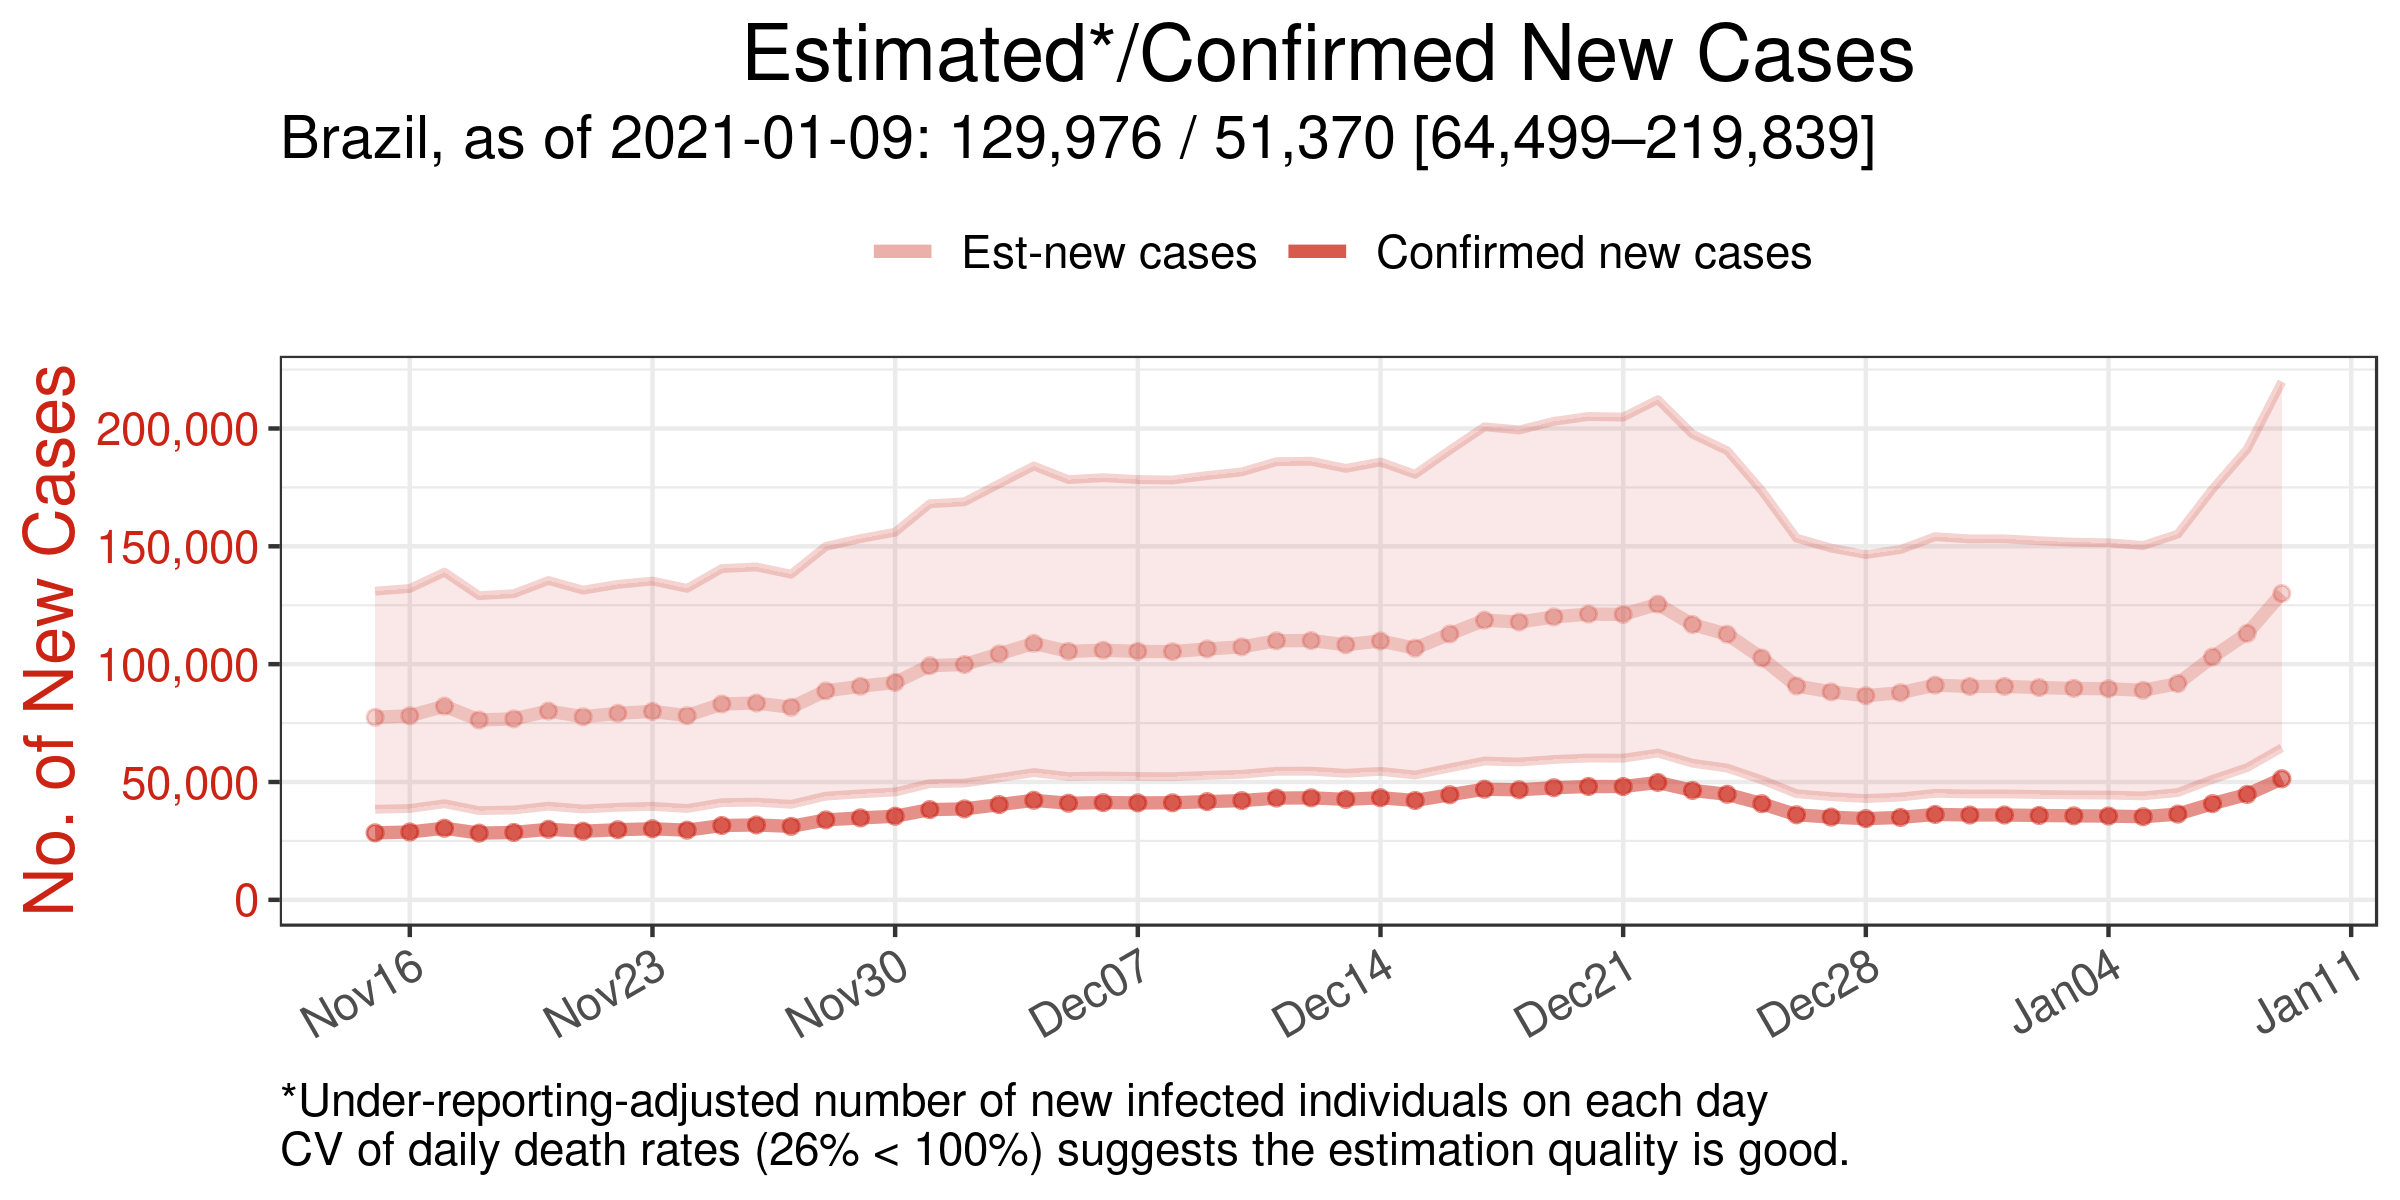 Estimated*/Confirmed New Cases
Brazil, as of 2021-01-09: 129,976 / 51,370 [64,499–219,839]
Est-new cases
Confirmed new cases
No. of New Cases
200,000
150,000
100,000
50,000
0
Nov16
Nov23
Nov30
Dec07
Dec14
Dec21
Dec28
Jan04
Jan11
*Under-reporting-adjusted number of new infected individuals on each day
CV of daily death rates (26% < 100%) suggests the estimation quality is good.